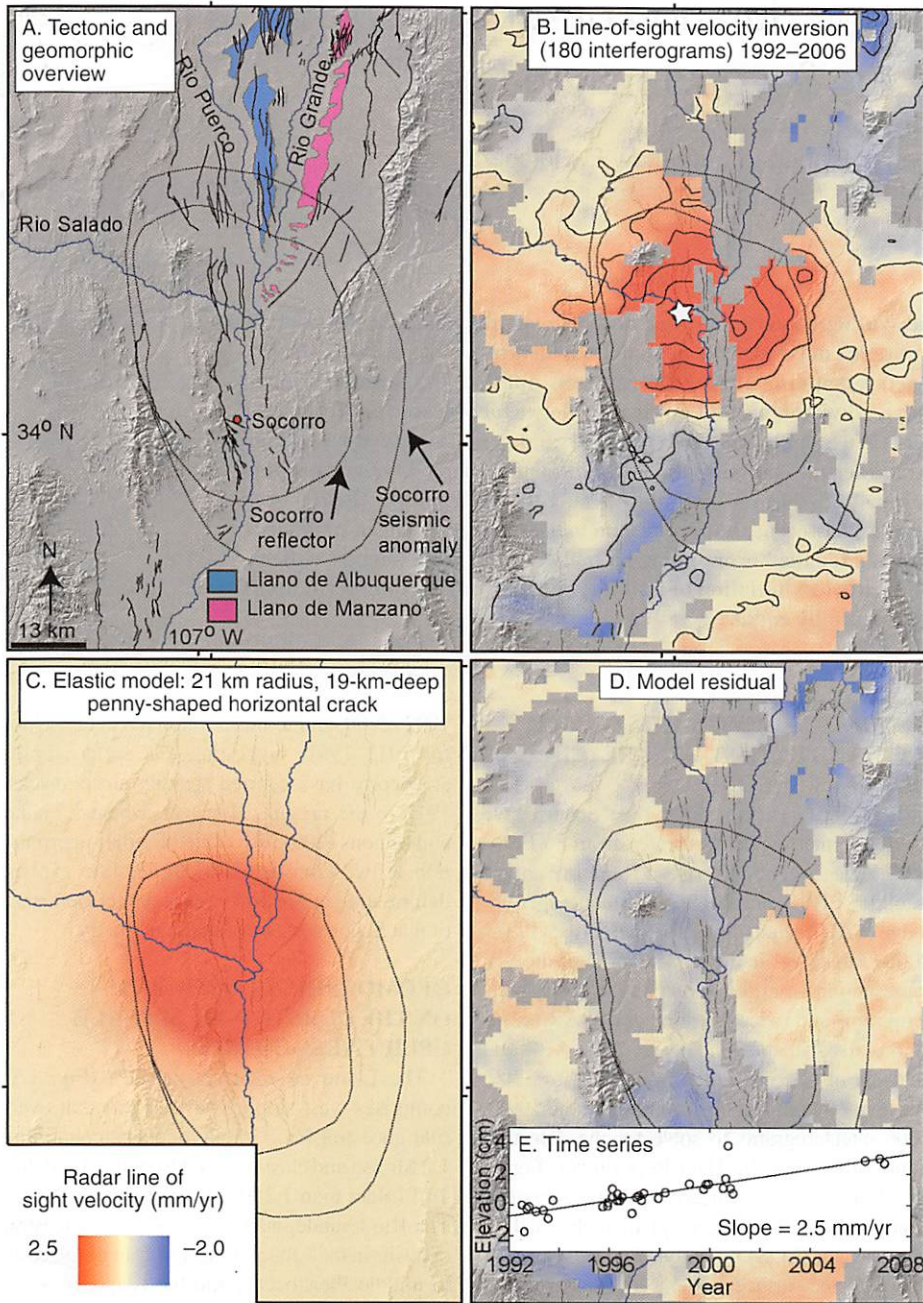 A. Tectonic and
geomorphic
overview
Rio Puerco
Rio Grande
Rio Salado
34° N
Socorro
Socorro
reflector
Socorro
seismic
anomaly
N
13 km
107° W
Llano de Albuquerque
Llano de Manzano
B. Line-of-sight velocity inversion
(180 interferograms) 1992–2006
C. Elastic model: 21 km radius, 19-km-deep
penny-shaped horizontal crack
Radar line of
sight velocity (mm/yr)
2.5
–2.0
D. Model residual
E. Time series
Elevation (cm)
4
2
0
-2
Slope = 2.5 mm/yr
1992
1996
2000
2004
2008
Year